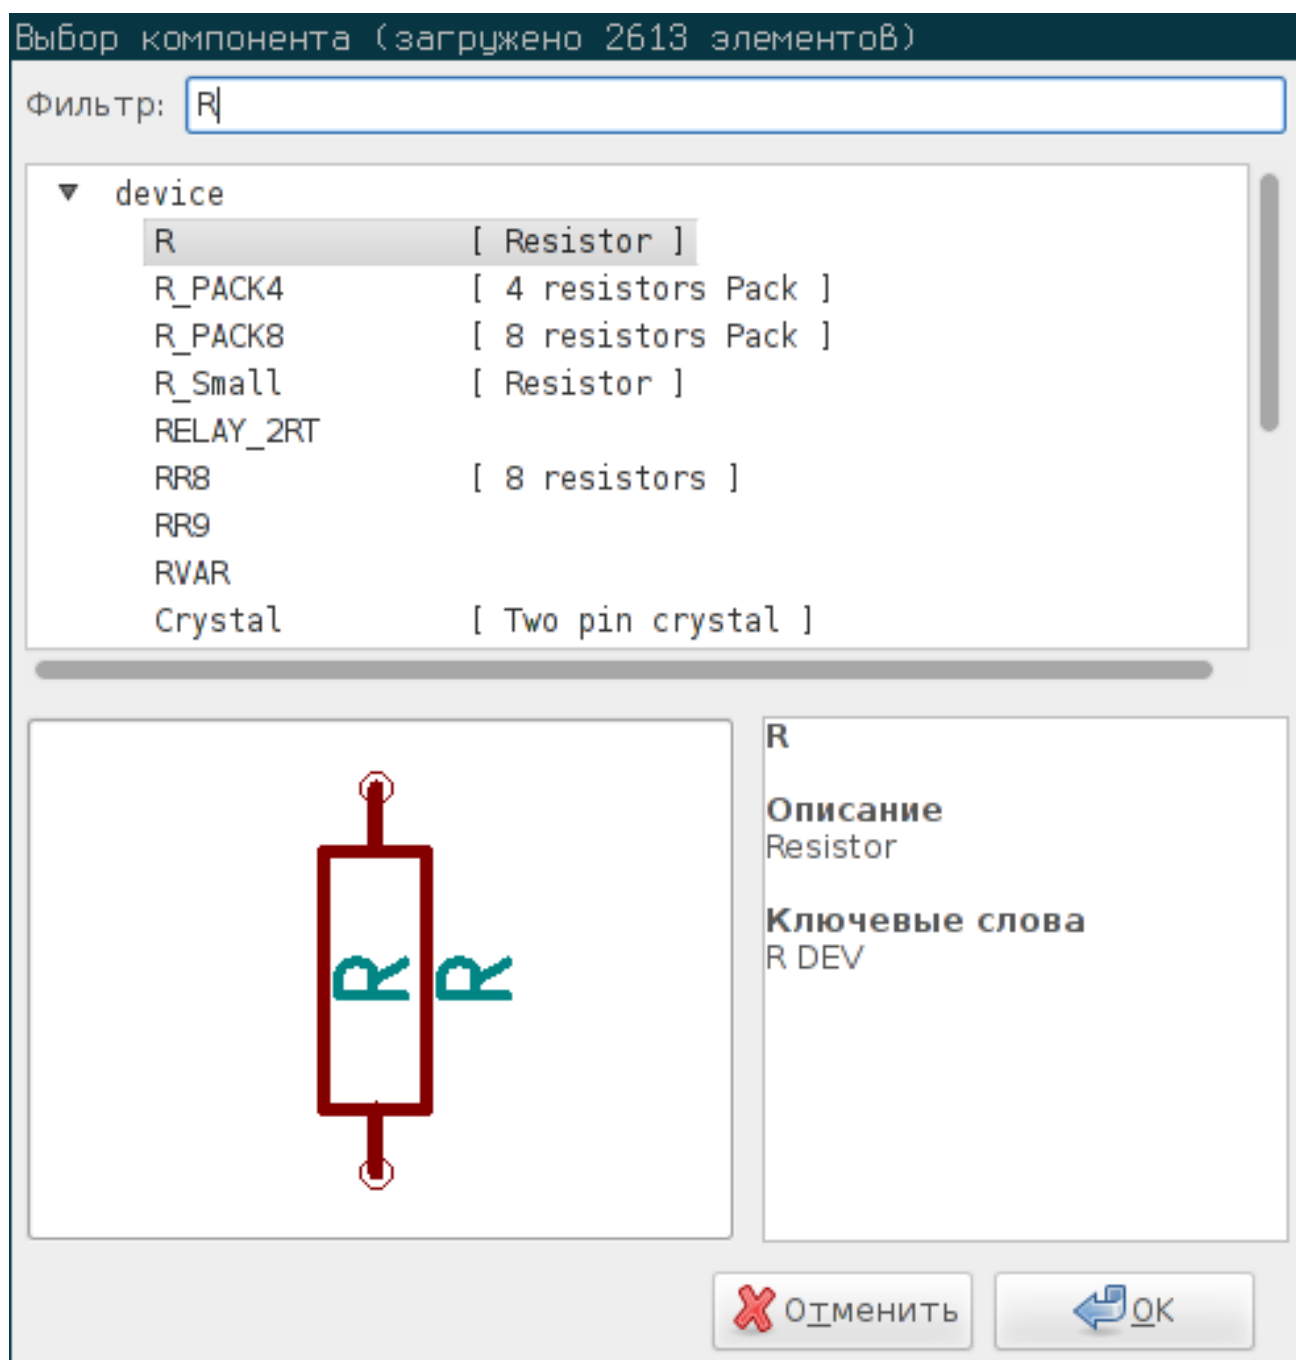 Выбор компонента (загружено 2613 элементов)
Фильтр: R
device
R [ Resistor ]
R_PACK4 [ 4 resistors Pack ]
R_PACK8 [ 8 resistors Pack ]
R_Small [ Resistor ]
RELAY_2RT
RR8 [ 8 resistors ]
RR9
RVAR
Crystal [ Two pin crystal ]
R R
R
Описание
Resistor
Ключевые слова
R DEV
Отменить OK